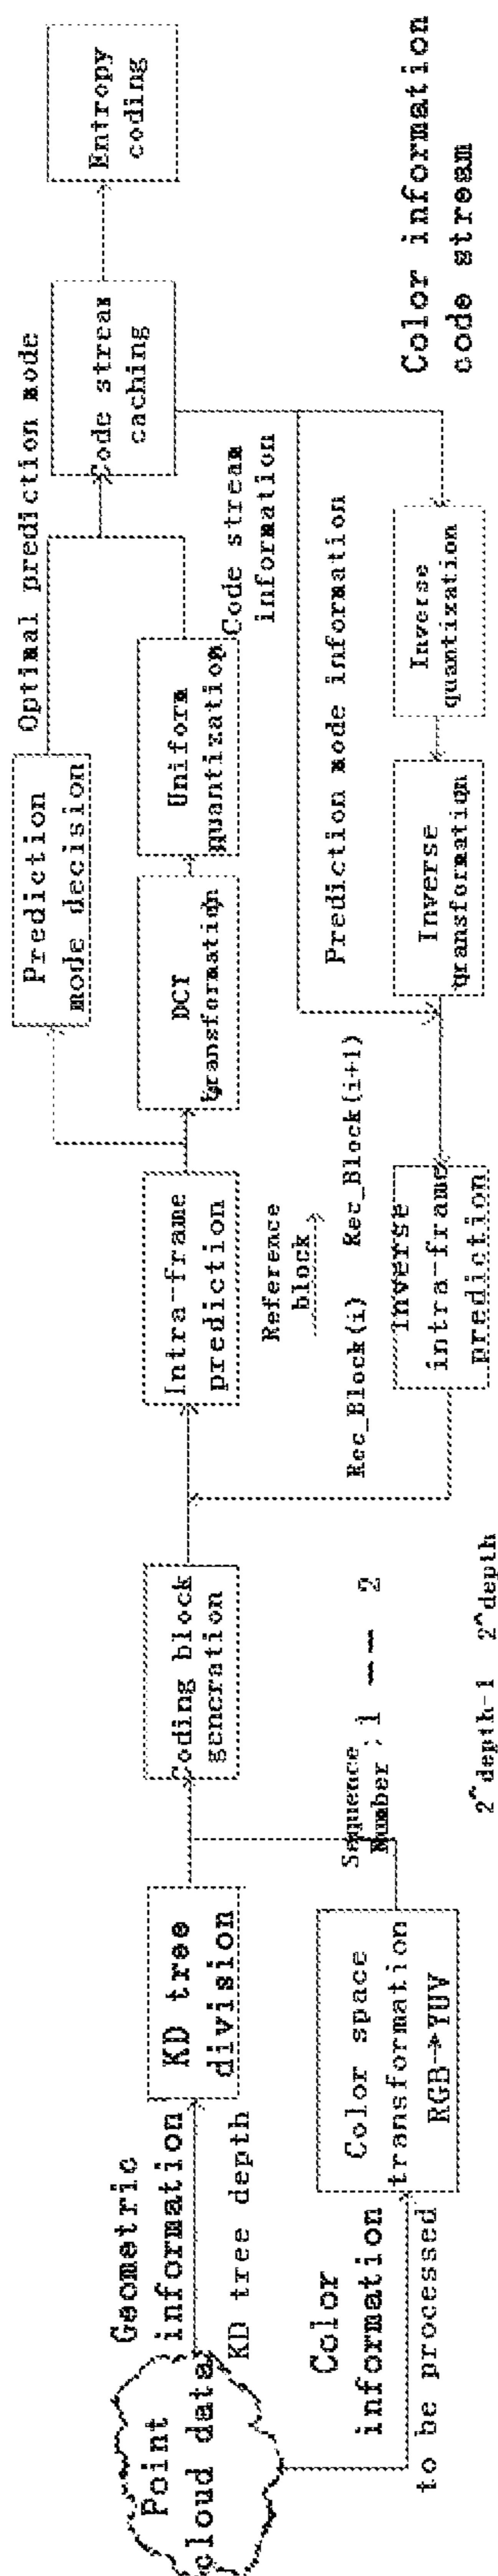 Point
cloud data
Geometric
information
KD tree depth
Color
information
to be processed
KD tree
division
Color space
transformation
RGB→YUV
Coding block
generation
Sequence
Number: 1 -- 2
2^depth-1 2^depth
Intra-frame
prediction
Reference
block
Rec_Block(i) Rec_Block(i+1)
Inverse
intra-frame
prediction
Prediction
mode decision
Optimal prediction mode
DCT
transformation
Uniform
quantization
Code stream
information
Prediction mode information
Inverse
transformation
Inverse
quantization
Code stream
caching
Entropy
coding
Color information
code stream